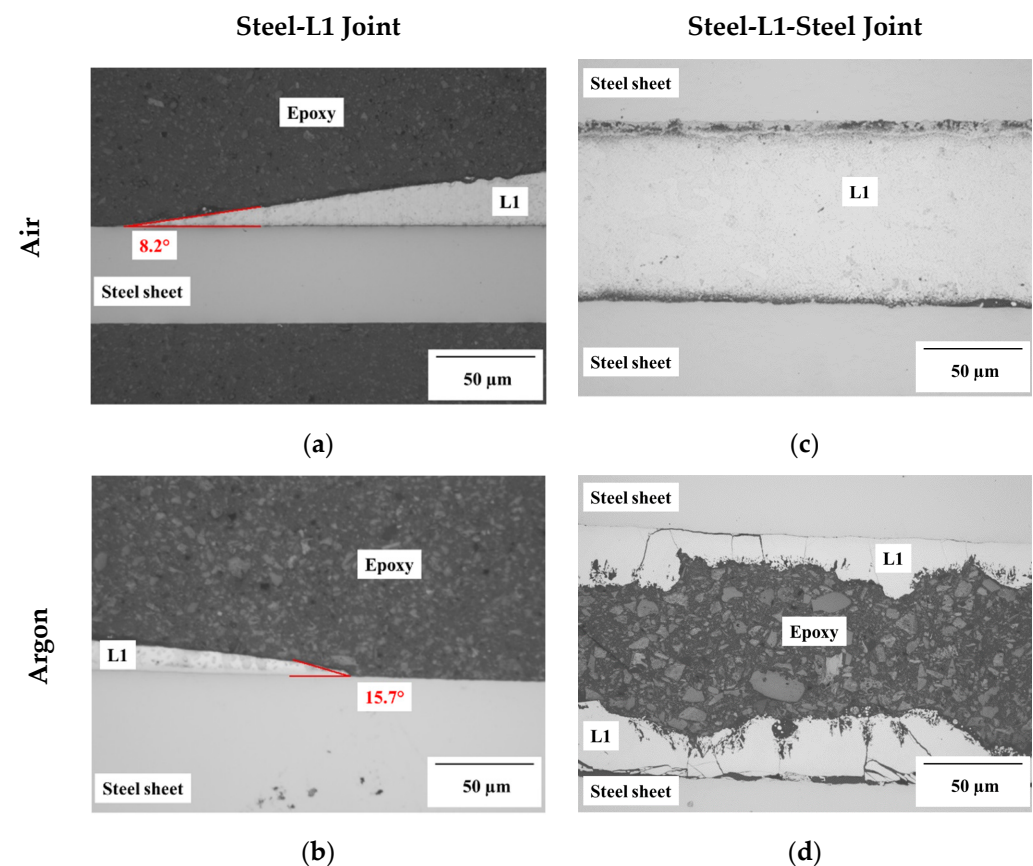 Steel-L1 Joint
Steel-L1-Steel Joint
Air
Epoxy
L1
8.2°
Steel sheet
50 µm
(a)
Steel sheet
L1
Steel sheet
50 µm
(c)
Argon
Epoxy
L1
15.7°
Steel sheet
50 µm
(b)
Steel sheet
L1
Epoxy
L1
Steel sheet
50 µm
(d)